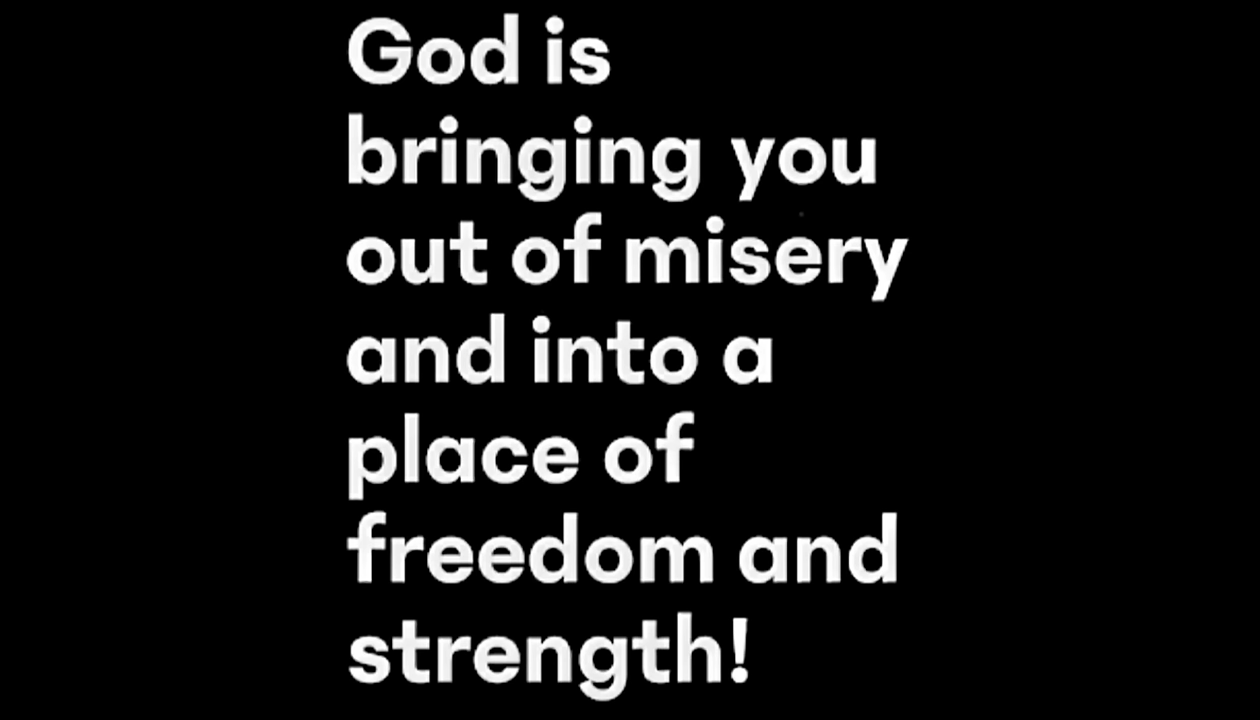 God is
bringing you
out of misery
and into a
place of
freedom and
strength!